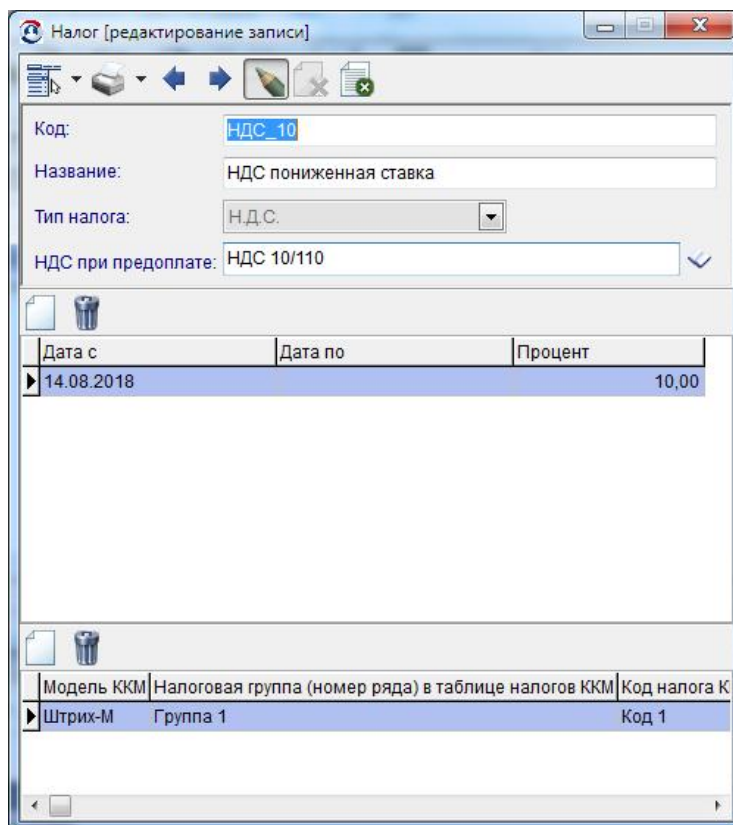 Налог [редактирование записи]
Код: НДС_10
Название: НДС пониженная ставка
Тип налога: Н.Д.С.
НДС при предоплате: НДС 10/110
Дата с Дата по Процент
14.08.2018 10,00
Модель ККМ Налоговая группа (номер ряда) в таблице налогов ККМ Код налога К
Штрих-М Группа 1 Код 1